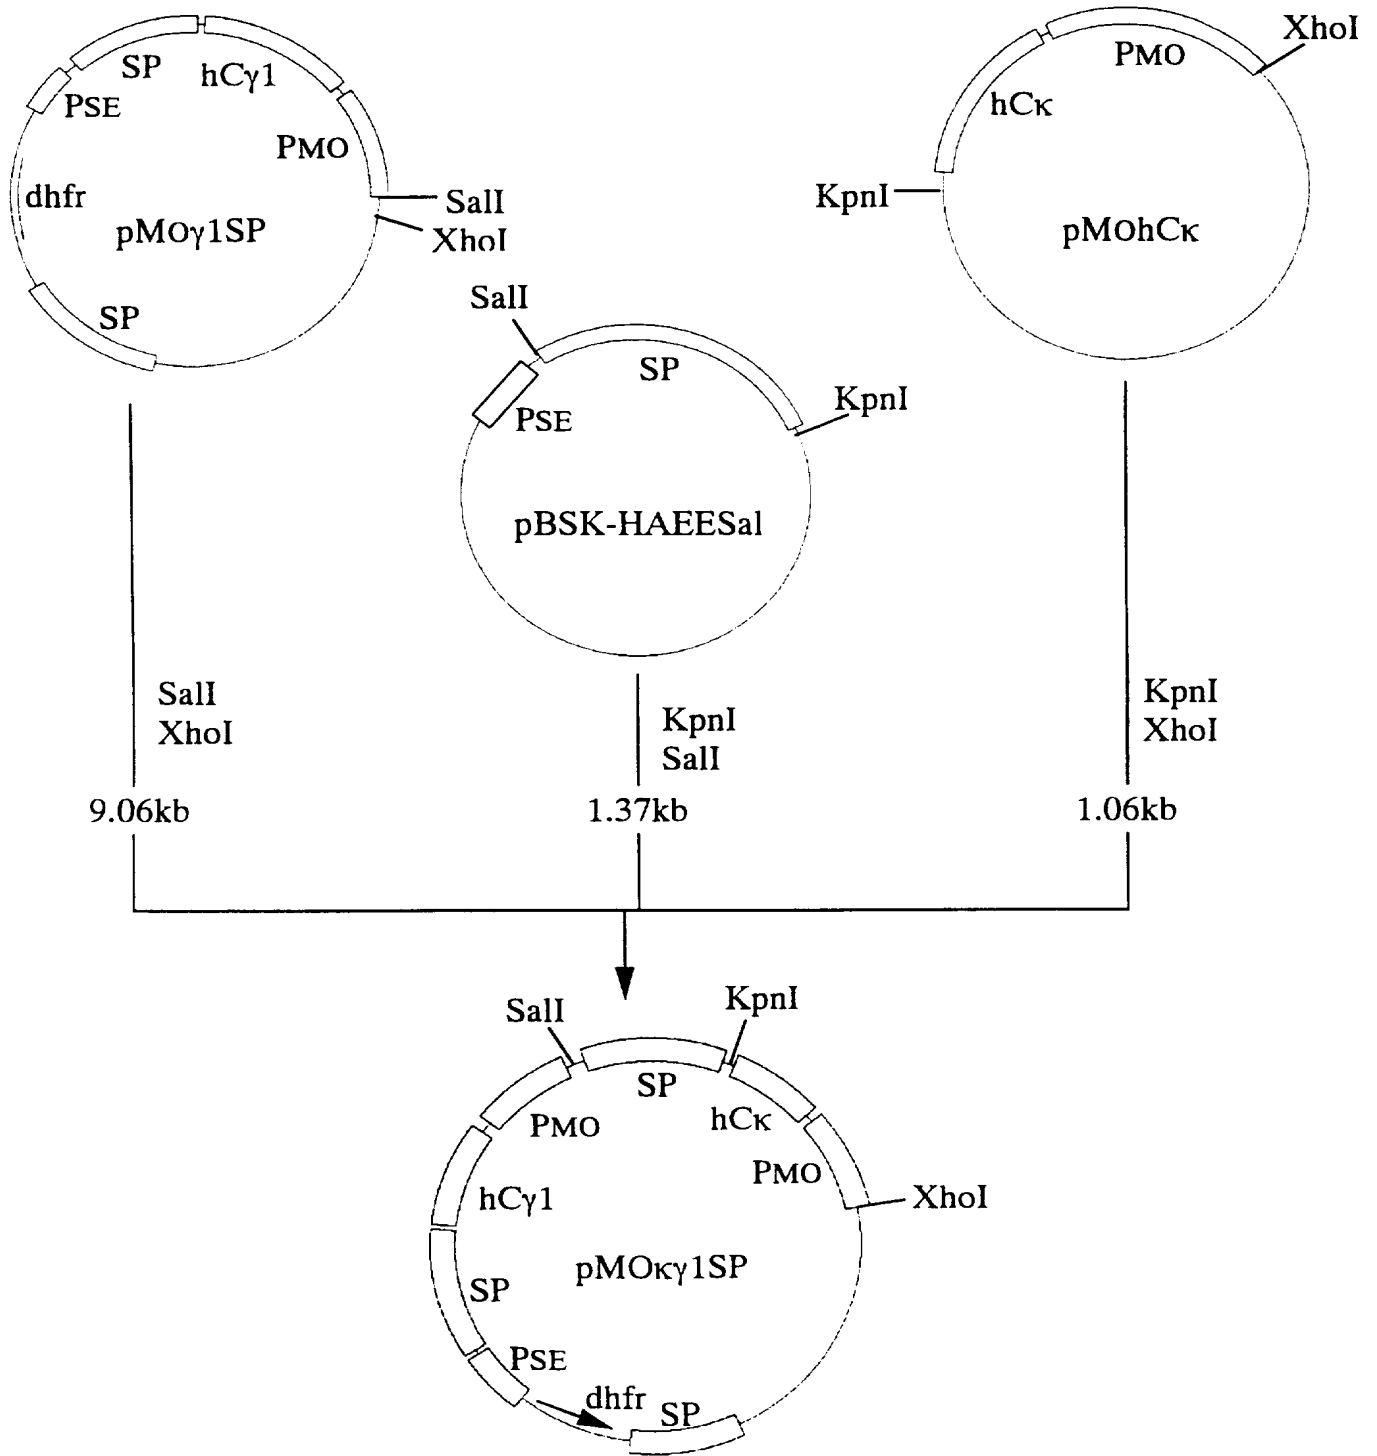 SP
hCγ1
PSE
PMO
dhfr
pMOγ1SP
SalI
XhoI
SP
hCκ
PMO
XhoI
KpnI
pMOhCκ
SalI
SP
PSE
KpnI
pBSK-HAEESal
SalI
XhoI
KpnI
SalI
KpnI
XhoI
9.06kb
1.37kb
1.06kb
SalI
KpnI
SP
PMO
hCκ
PMO
hCγ1
XhoI
SP
pMOκγ1SP
PSE
dhfr
SP